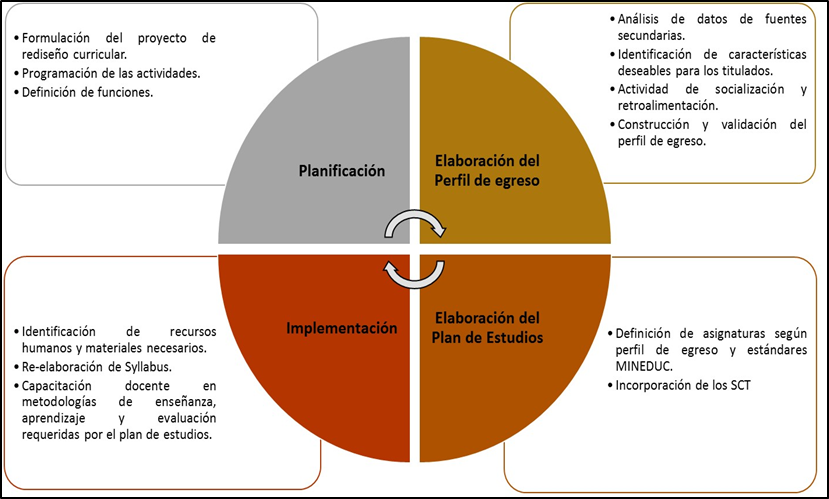 • Formulación del proyecto de
rediseño curricular.
• Programación de las actividades.
• Definición de funciones.
• Análisis de datos de fuentes
secundarias.
• Identificación de características
deseables para los titulados.
• Actividad de socialización y
retroalimentación.
• Construcción y validación del
perfil de egreso.
Planificación
Elaboración del
Perfil de egreso
Implementación
Elaboración del
Plan de Estudios
• Identificación de recursos
humanos y materiales necesarios.
• Re-elaboración de Syllabus.
• Capacitación docente en
metodologías de enseñanza,
aprendizaje y evaluación
requeridas por el plan de estudios.
• Definición de asignaturas según
perfil de egreso y estándares
MINEDUC.
• Incorporación de los SCT